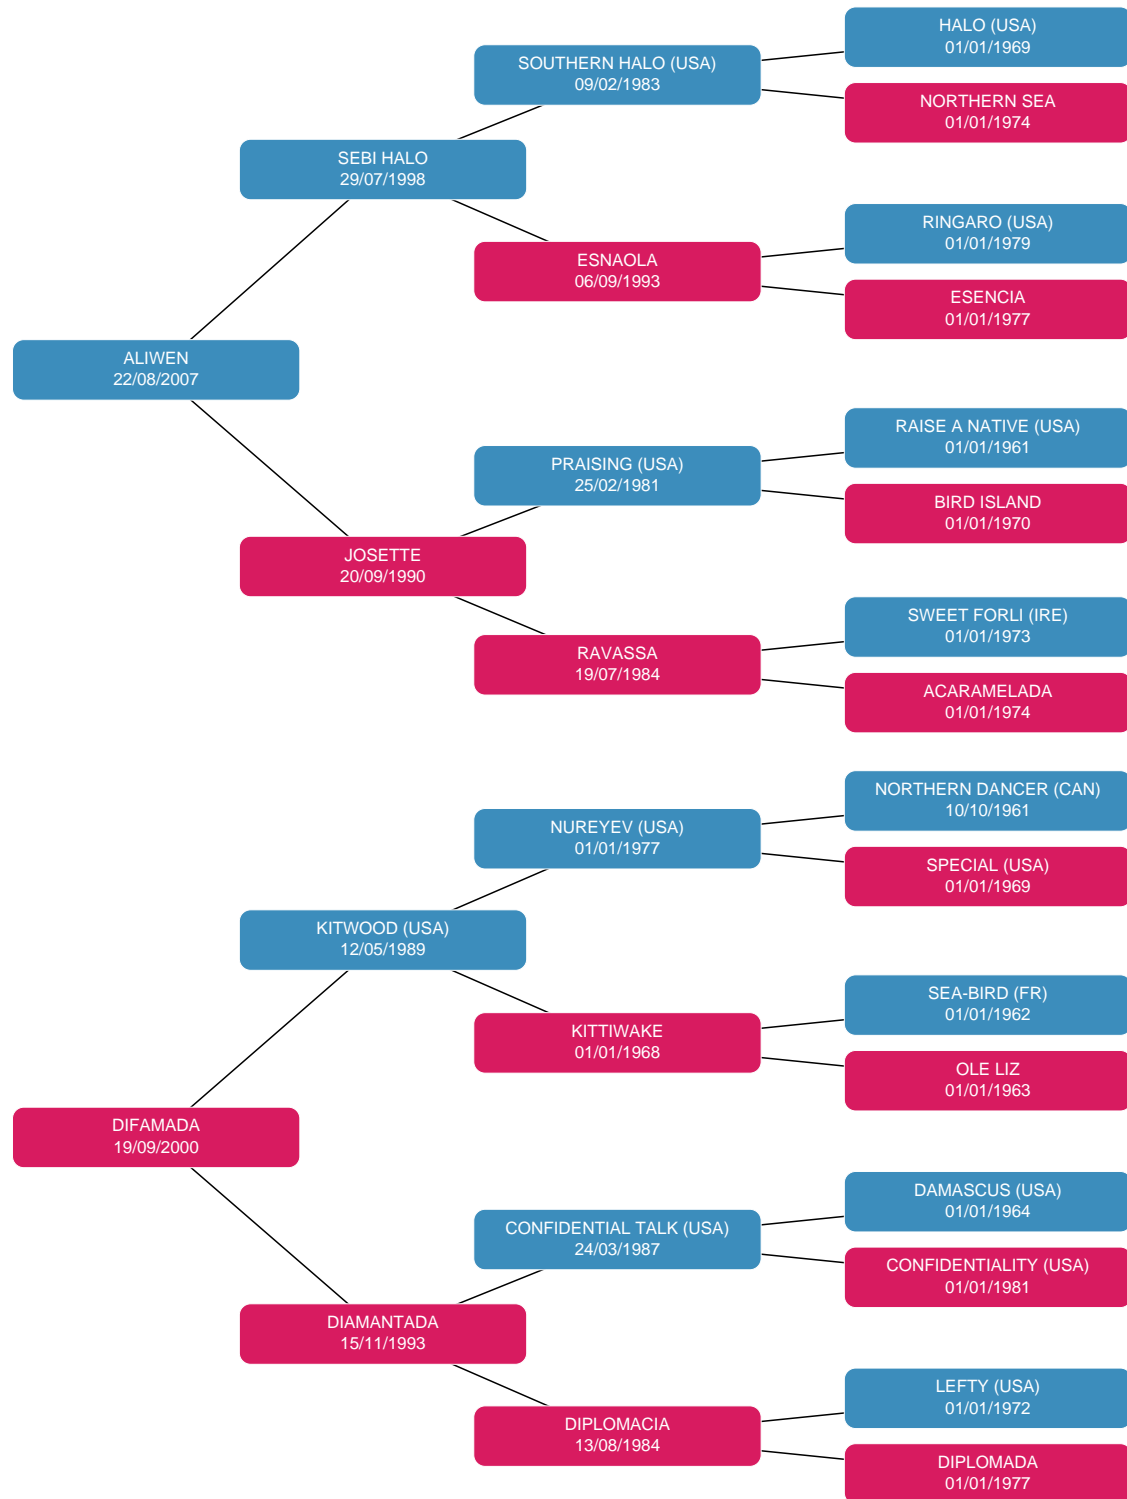 HALO (USA)
01/01/1969
SOUTHERN HALO (USA)
09/02/1983
NORTHERN SEA
01/01/1974
SEBI HALO
29/07/1998
RINGARO (USA)
01/01/1979
ESNAOLA
06/09/1993
ESENCIA
01/01/1977
ALIWEN
22/08/2007
RAISE A NATIVE (USA)
01/01/1961
PRAISING (USA)
25/02/1981
BIRD ISLAND
01/01/1970
JOSETTE
20/09/1990
SWEET FORLI (IRE)
01/01/1973
RAVASSA
19/07/1984
ACARAMELADA
01/01/1974
NORTHERN DANCER (CAN)
10/10/1961
NUREYEV (USA)
01/01/1977
SPECIAL (USA)
01/01/1969
KITWOOD (USA)
12/05/1989
SEA-BIRD (FR)
01/01/1962
KITTIWAKE
01/01/1968
OLE LIZ
01/01/1963
DIFAMADA
19/09/2000
DAMASCUS (USA)
01/01/1964
CONFIDENTIAL TALK (USA)
24/03/1987
CONFIDENTIALITY (USA)
01/01/1981
DIAMANTADA
15/11/1993
LEFTY (USA)
01/01/1972
DIPLOMACIA
13/08/1984
DIPLOMADA
01/01/1977